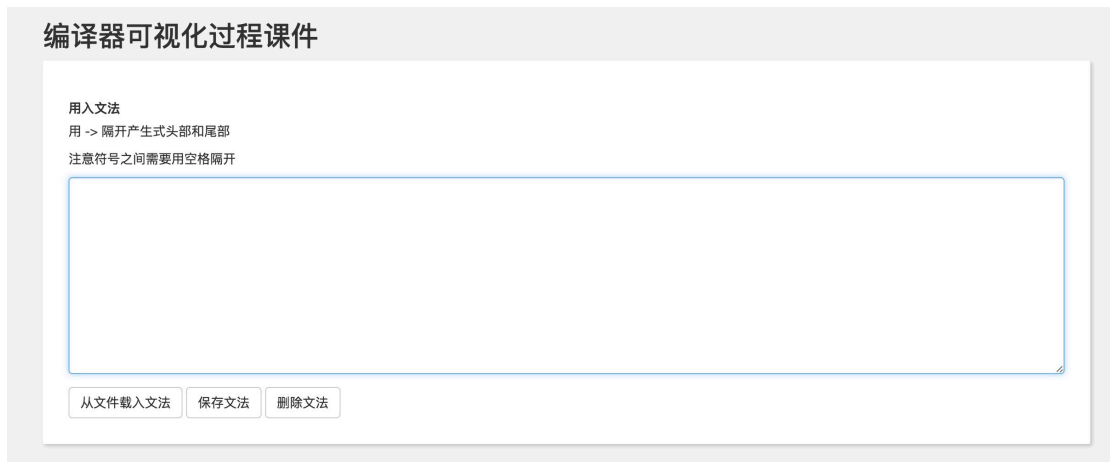 编译器可视化过程课件
用入文法
用 -> 隔开产生式头部和尾部
注意符号之间需要用空格隔开
从文件载入文法 保存文法 删除文法